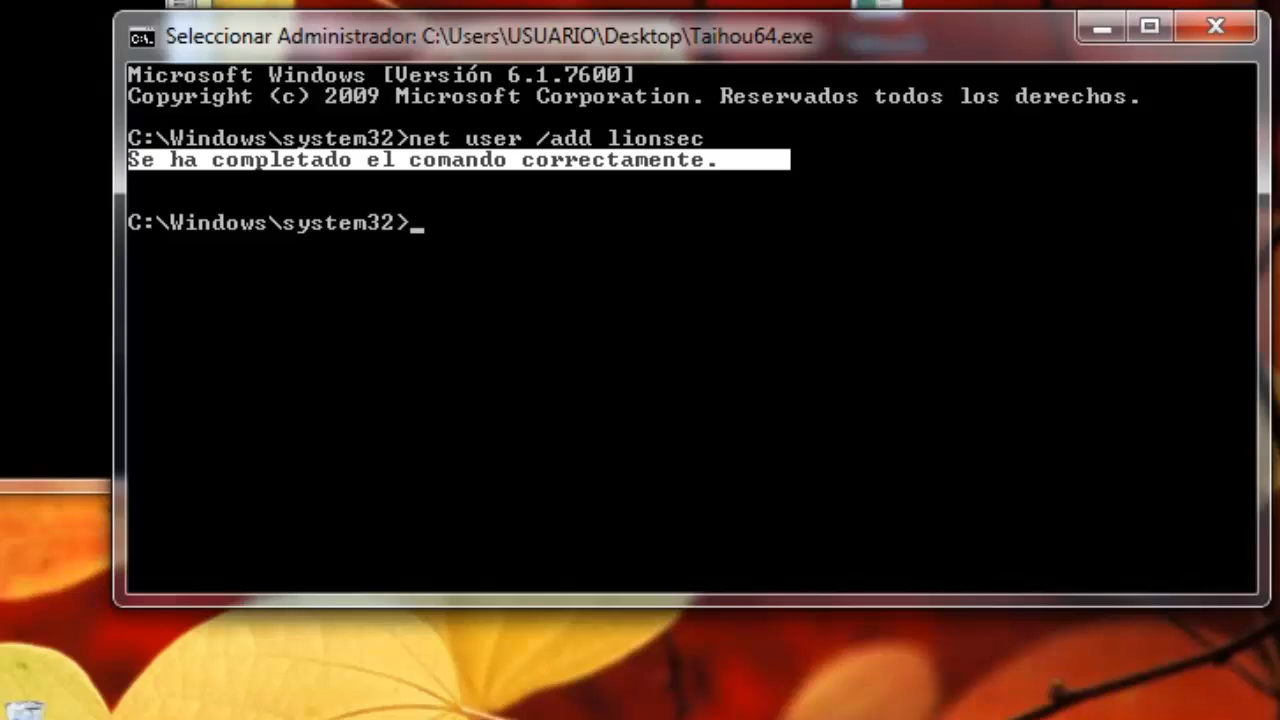 Seleccionar Administrador: C:\Users\USUARIO\Desktop\Taihou64.exe
Microsoft Windows [Versión 6.1.7600]
Copyright (c) 2009 Microsoft Corporation. Reservados todos los derechos.
C:\Windows\system32>net user /add lionsec
Se ha completado el comando correctamente.
C:\Windows\system32>_